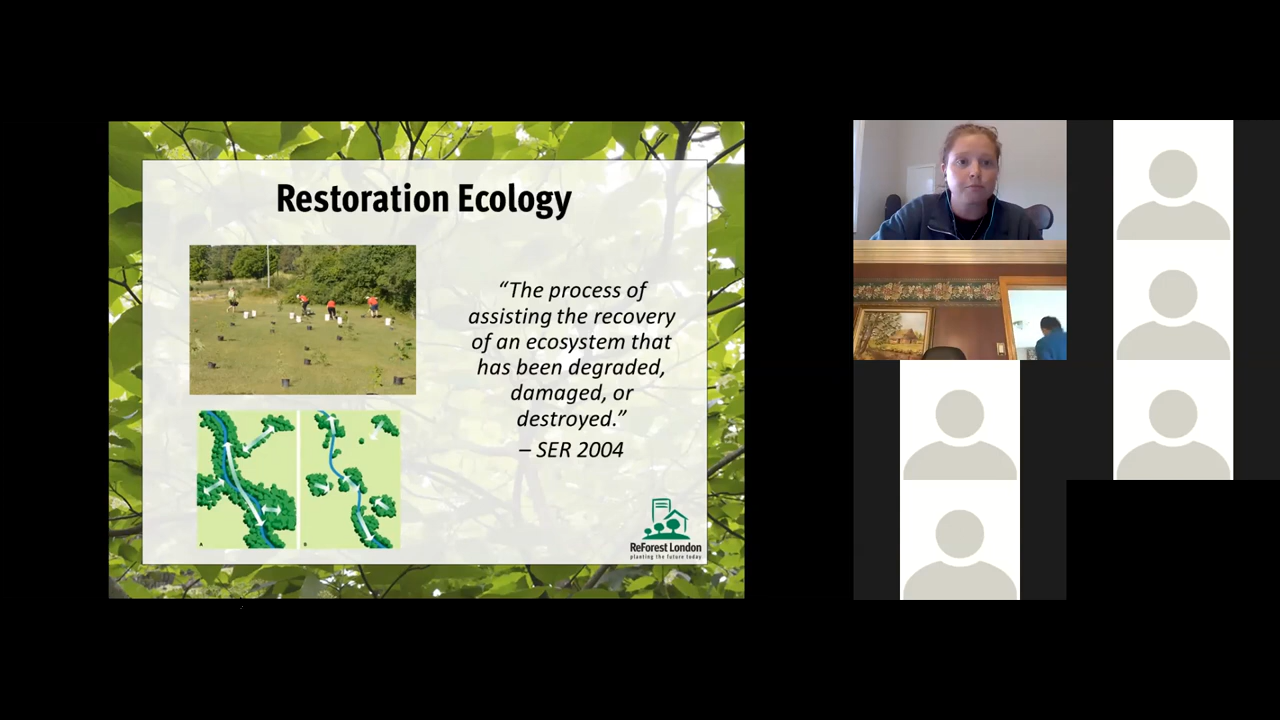 Restoration Ecology
“The process of
assisting the recovery
of an ecosystem that
has been degraded,
damaged, or
destroyed.”
– SER 2004
ReForest London
planting the future today